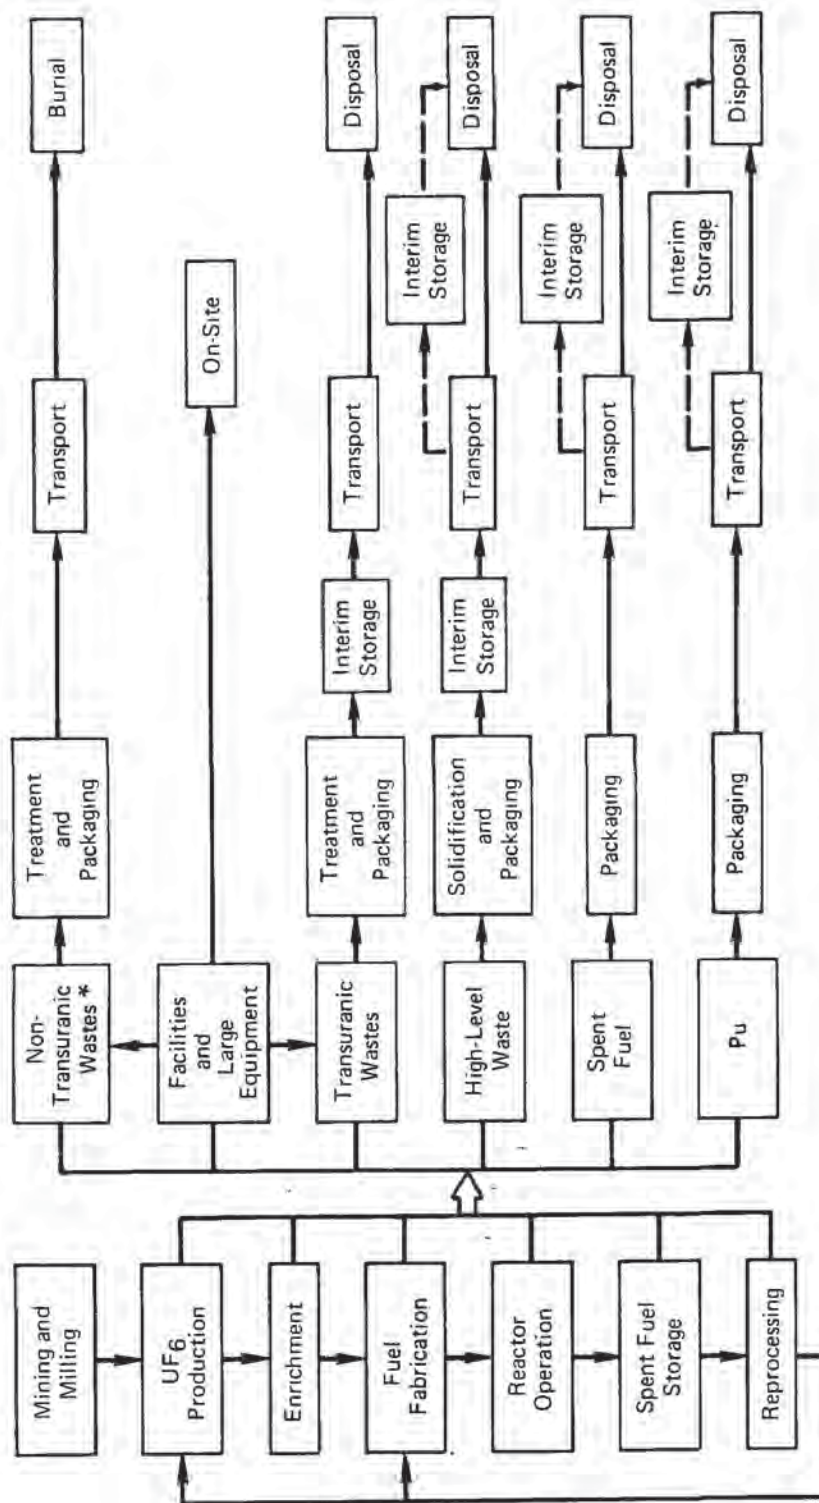 Mining and
Milling
UF6
Production
Enrichment
Fuel
Fabrication
Reactor
Operation
Spent Fuel
Storage
Reprocessing
Non-
Transuranic
Wastes *
Treatment
and
Packaging
Transport
Burial
Facilities
and
Large
Equipment
On-Site
Transuranic
Wastes
Treatment
and
Packaging
Interim
Storage
Transport
Disposal
High-Level
Waste
Solidification
and
Packaging
Interim
Storage
Transport
Interim
Storage
Disposal
Spent
Fuel
Packaging
Transport
Interim
Storage
Disposal
Pu
Packaging
Transport
Interim
Storage
Disposal